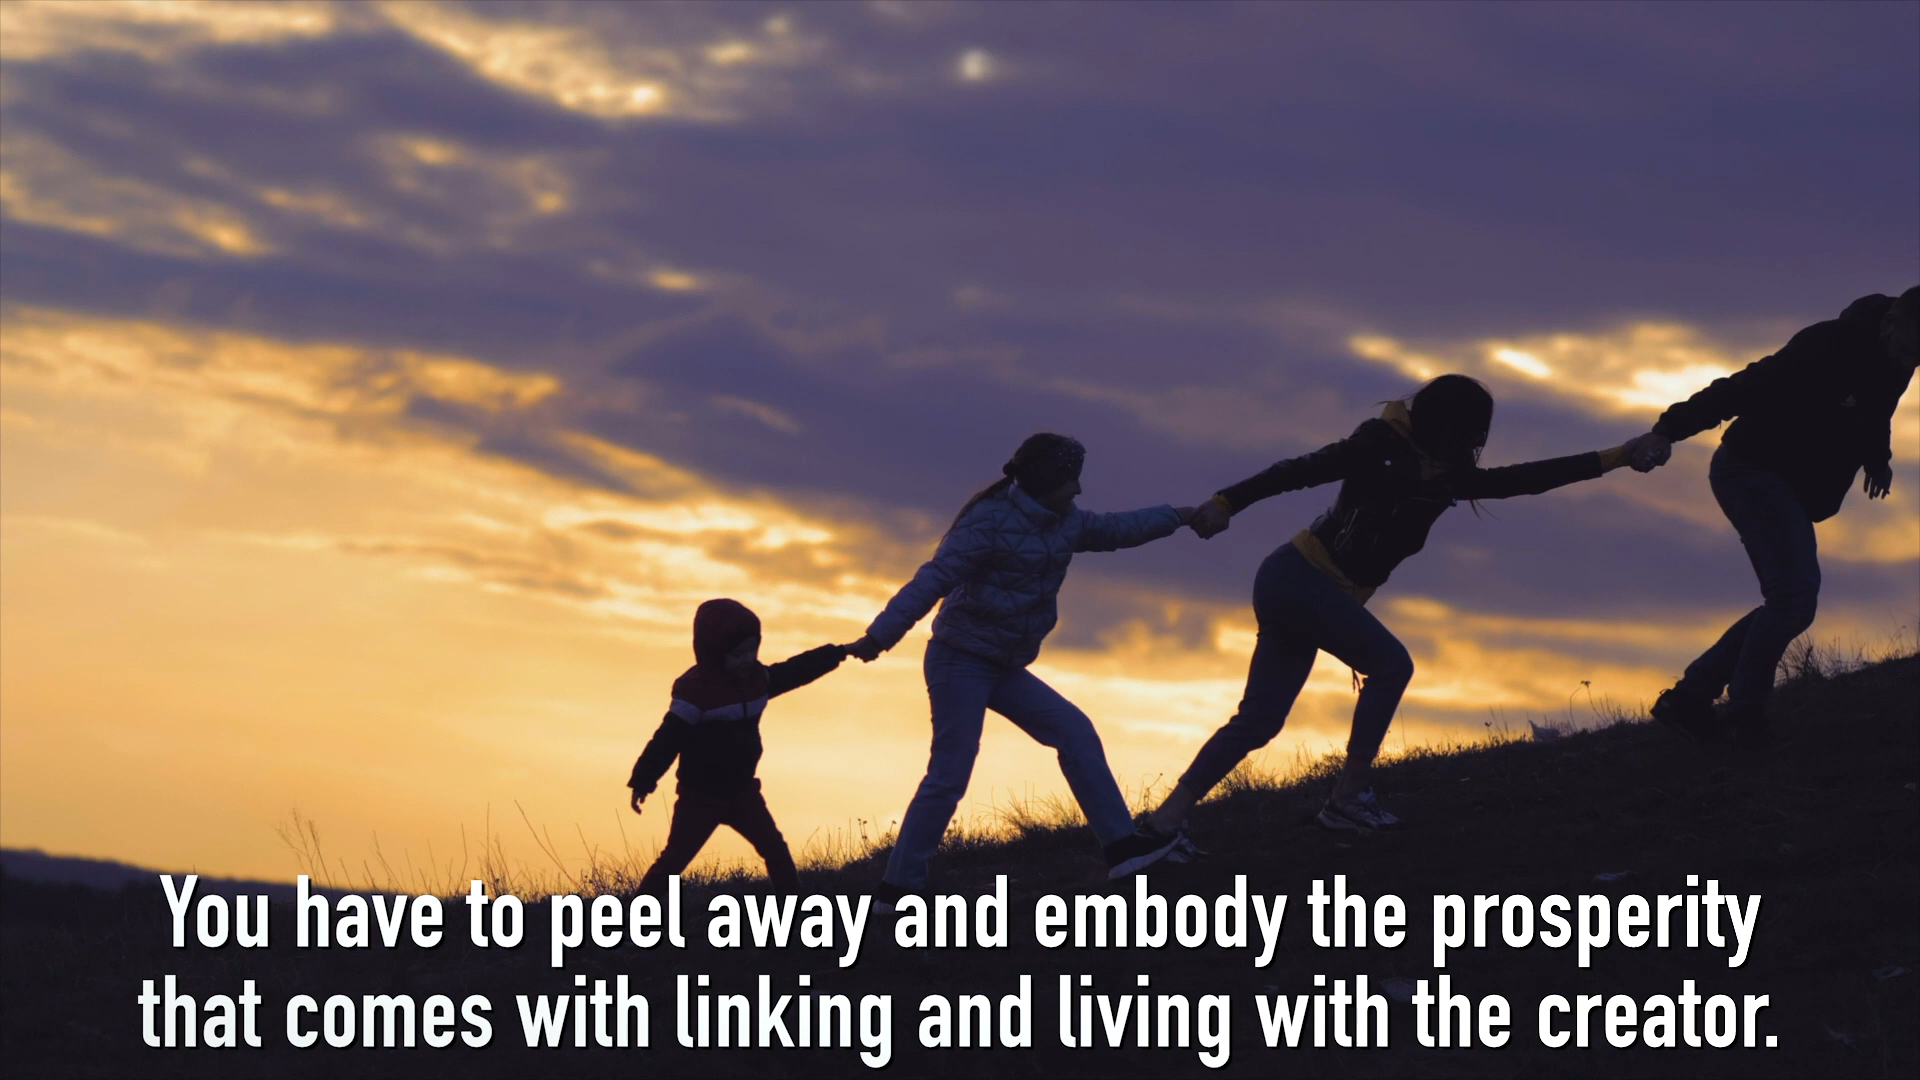 You have to peel away and embody the prosperity
that comes with linking and living with the creator.